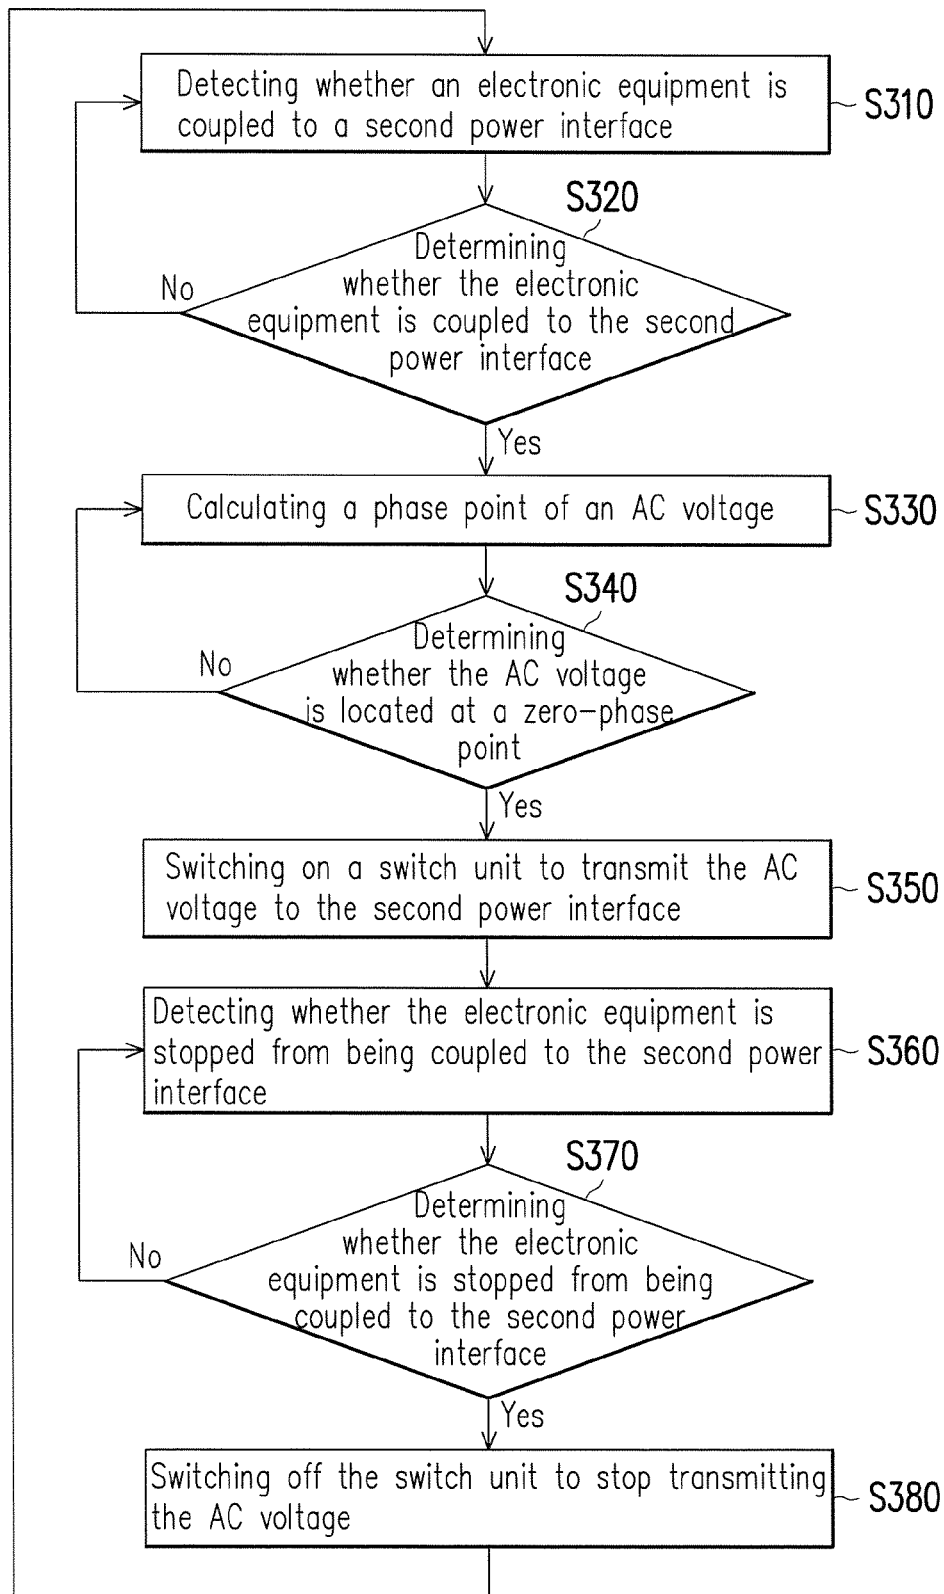 Detecting whether an electronic equipment is
coupled to a second power interface
S310
S320
Determining
whether the electronic
equipment is coupled to the second
power interface
No
Yes
Calculating a phase point of an AC voltage
S330
S340
Determining
whether the AC voltage
is located at a zero-phase
point
No
Yes
Switching on a switch unit to transmit the AC
voltage to the second power interface
S350
Detecting whether the electronic equipment is
stopped from being coupled to the second power
interface
S360
S370
Determining
whether the electronic
equipment is stopped from being
coupled to the second power
interface
No
Yes
Switching off the switch unit to stop transmitting
the AC voltage
S380